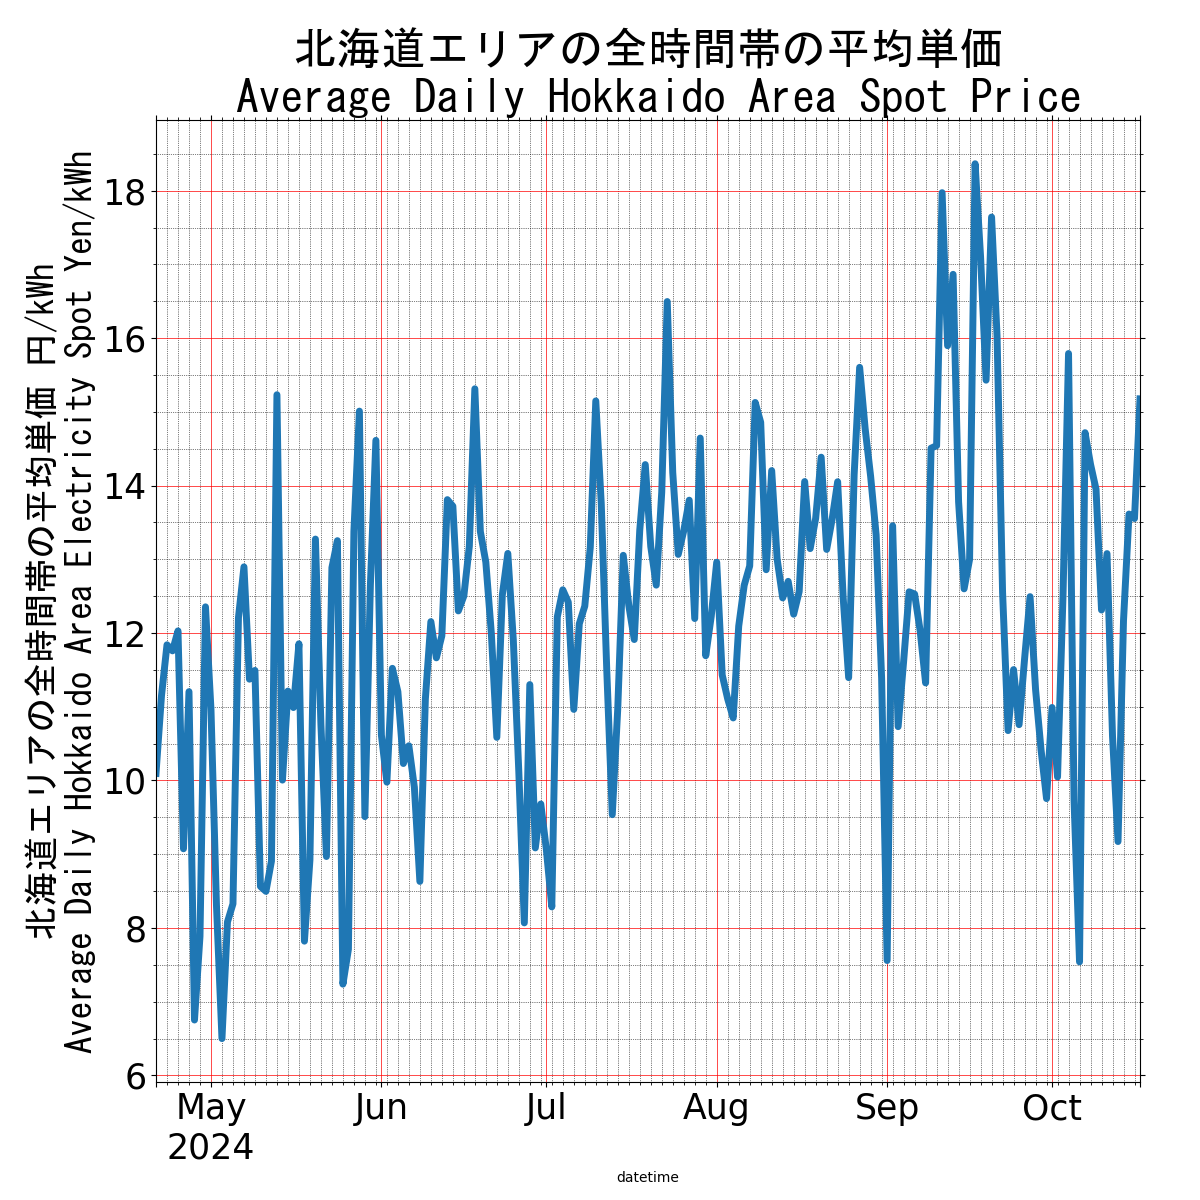 北海道エリアの全時間帯の平均単価
Average Daily Hokkaido Area Spot Price
北海道エリアの全時間帯の平均単価 円/kWh
Average Daily Hokkaido Area Electricity Spot Yen/kWh
18
16
14
12
10
8
6
May Jun Jul Aug Sep Oct
2024
datetime